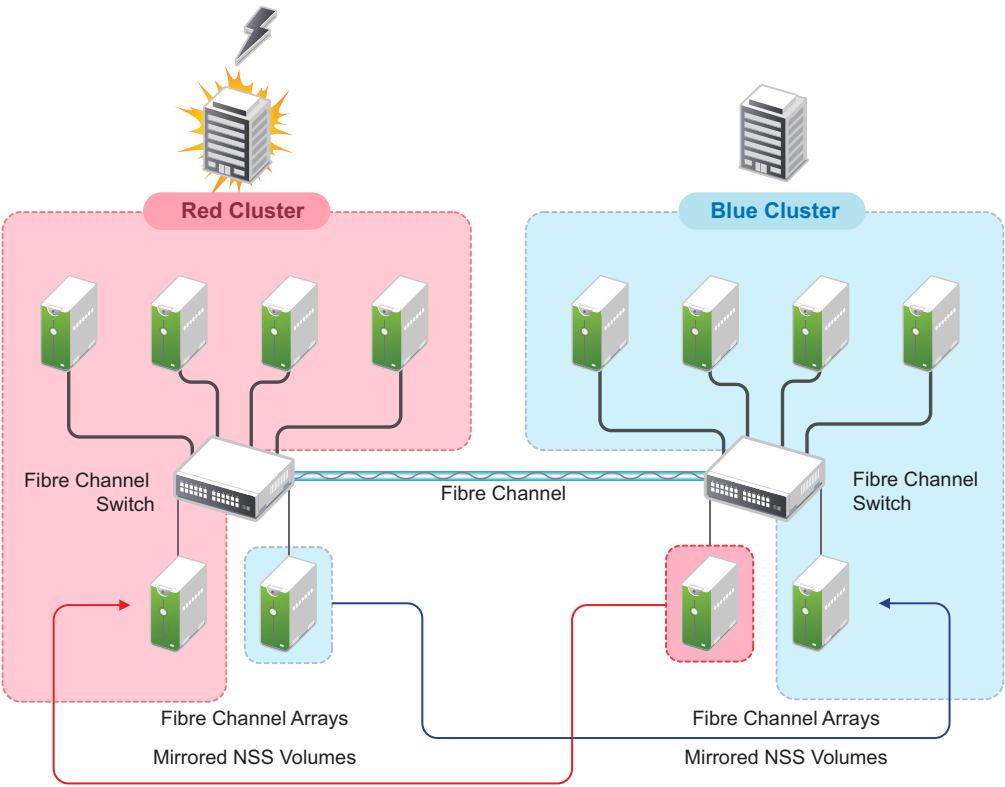 Red Cluster
Blue Cluster
Fibre Channel
Switch
Fibre Channel
Fibre Channel
Switch
Fibre Channel Arrays
Fibre Channel Arrays
Mirrored NSS Volumes
Mirrored NSS Volumes